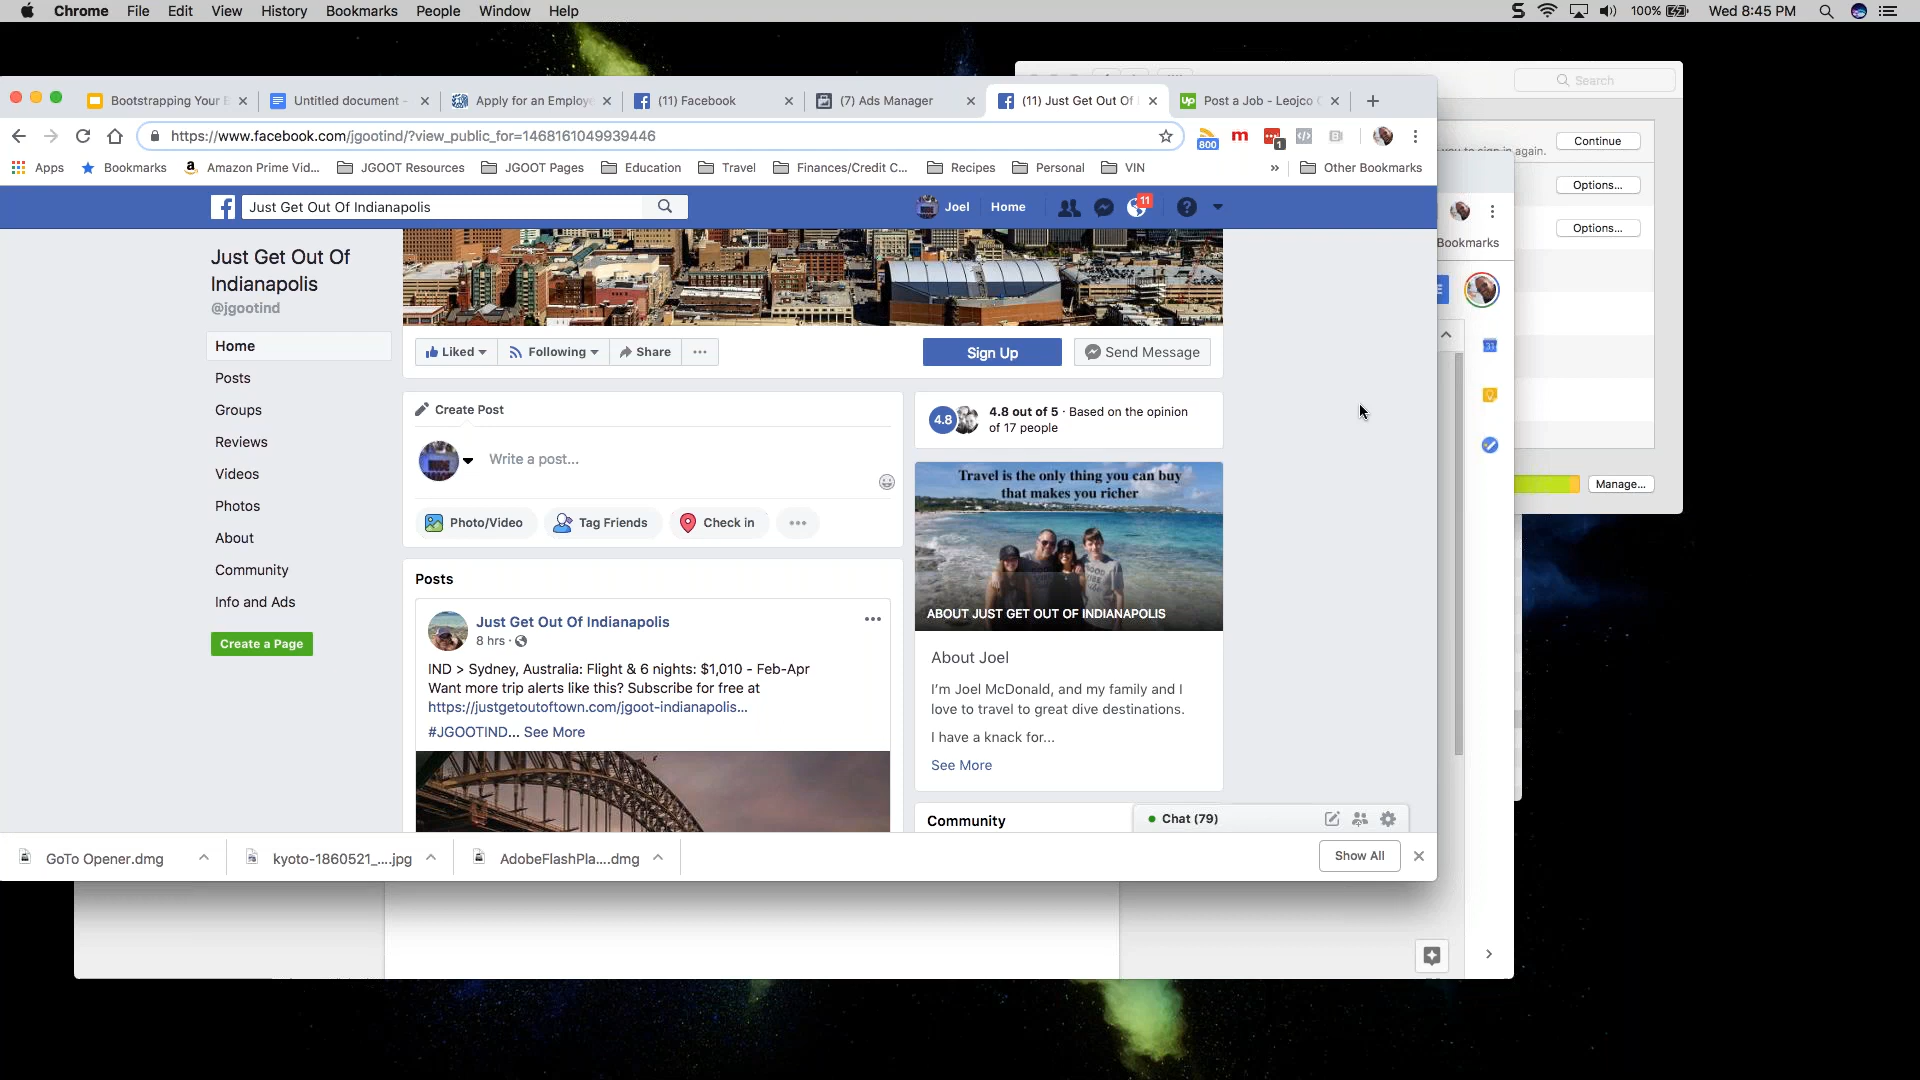 Chrome File Edit View History Bookmarks People Window Help
100% Wed 8:45 PM
Search
Bootstrapping Your
Untitled document -
Apply for an Employe
(11) Facebook
(7) Ads Manager
(11) Just Get Out Of
Post a Job - Leojco
https://www.facebook.com/jgootind/?view_public_for=1468161049939446
800
m
1
Apps
Bookmarks
Amazon Prime Vid...
JGOOT Resources
JGOOT Pages
Education
Travel
Finances/Credit C...
Recipes
Personal
VIN
Other Bookmarks
again.
Continue
Options...
Options...
Bookmarks
Manage...
Just Get Out Of Indianapolis
Joel
Home
11
Just Get Out Of
Indianapolis
@jgootind
Home
Posts
Groups
Reviews
Videos
Photos
About
Community
Info and Ads
Create a Page
Liked
Following
Share
Sign Up
Send Message
Create Post
Write a post...
Photo/Video
Tag Friends
Check in
Posts
Just Get Out Of Indianapolis
8 hrs ·
IND > Sydney, Australia: Flight & 6 nights: $1,010 - Feb-Apr
Want more trip alerts like this? Subscribe for free at
https://justgetoutoftown.com/jgoot-indianapolis...
#JGOOTIND... See More
4.8
4.8 out of 5 · Based on the opinion
of 17 people
Travel is the only thing you can buy
that makes you richer
ABOUT JUST GET OUT OF INDIANAPOLIS
About Joel
I'm Joel McDonald, and my family and I
love to travel to great dive destinations.
I have a knack for...
See More
Community
Chat (79)
GoTo Opener.dmg
kyoto-1860521_....jpg
AdobeFlashPla....dmg
Show All